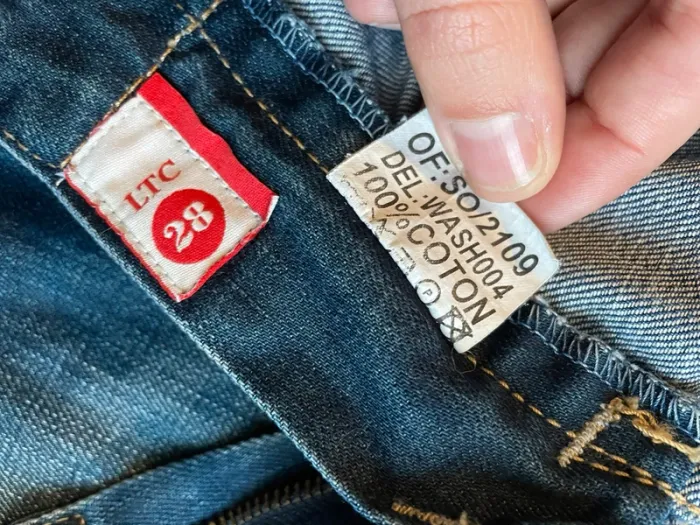 LTC
28
OF:SO/2109
DEL.WASH004
100%COTON
P